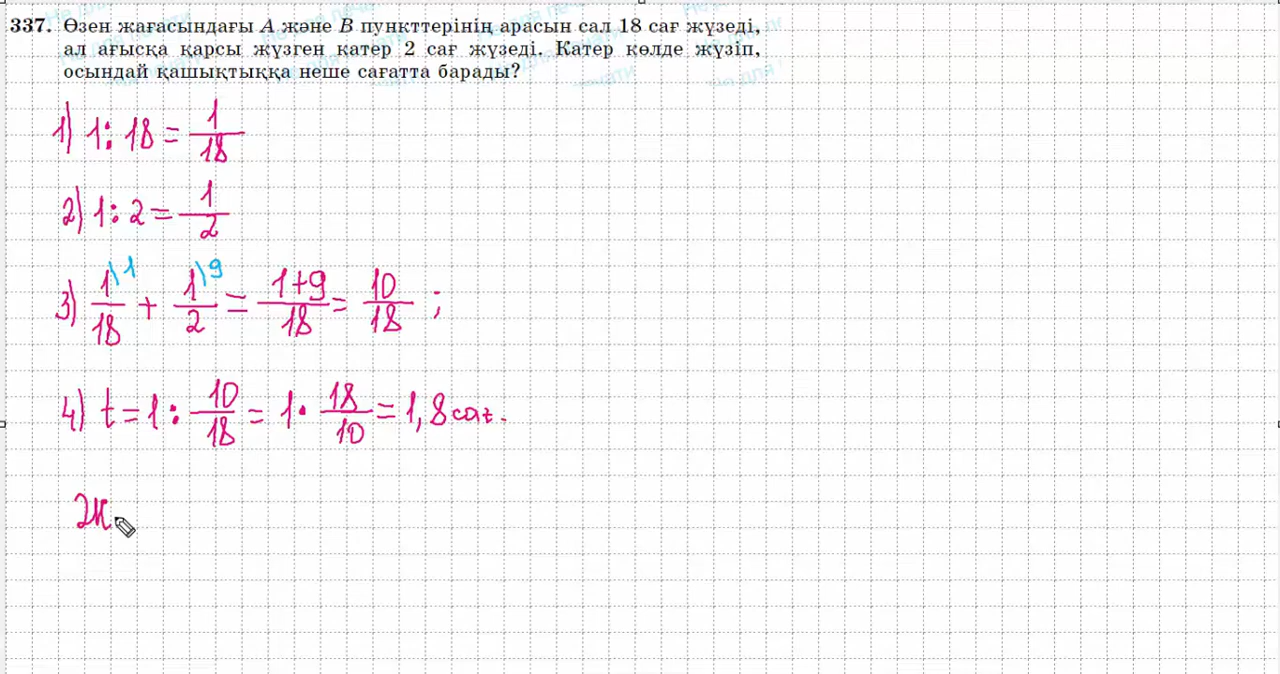 337. Өзен жағасындағы A және B пункттерінің арасын сал 18 сағ жүзеді,
ал ағысқа қарсы жүзген катер 2 сағ жүзеді. Катер көлде жүзіп,
осындай қашықтыққа неше сағатта барады?
1) 1 : 18 = 1/18
2) 1 : 2 = 1/2
3) 1\1/18 + 1\9/2 = 1+9/18 = 10/18 ;
4) t = 1 : 10/18 = 1 · 18/10 = 1,8 сағ.